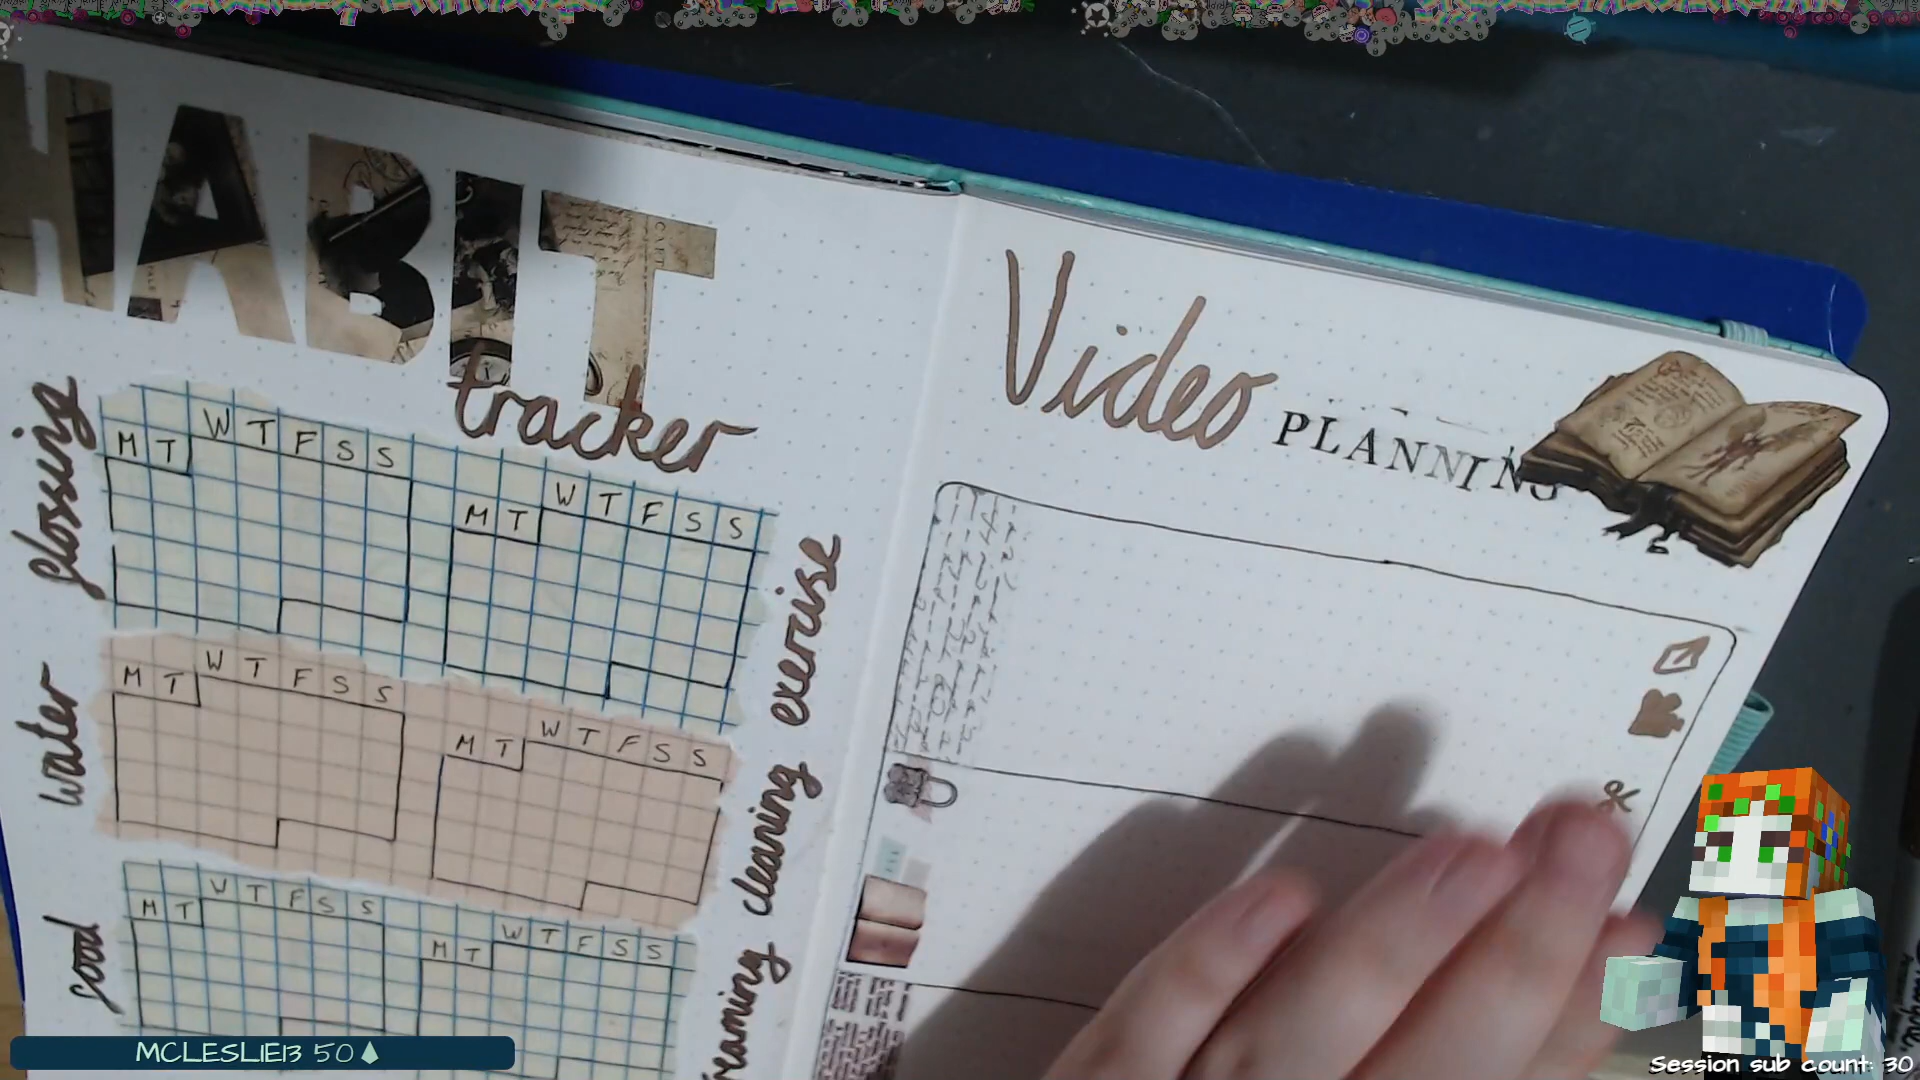 HABIT
tracker
flossing
M T W T F S S
M T W T F S S
exercise
water
M T W T F S S
M T W T F S S
cleaning
food
M T W T F S S
M T W T F S S
Video
PLANNING
MCLESLIE13 50
Session sub count: 30